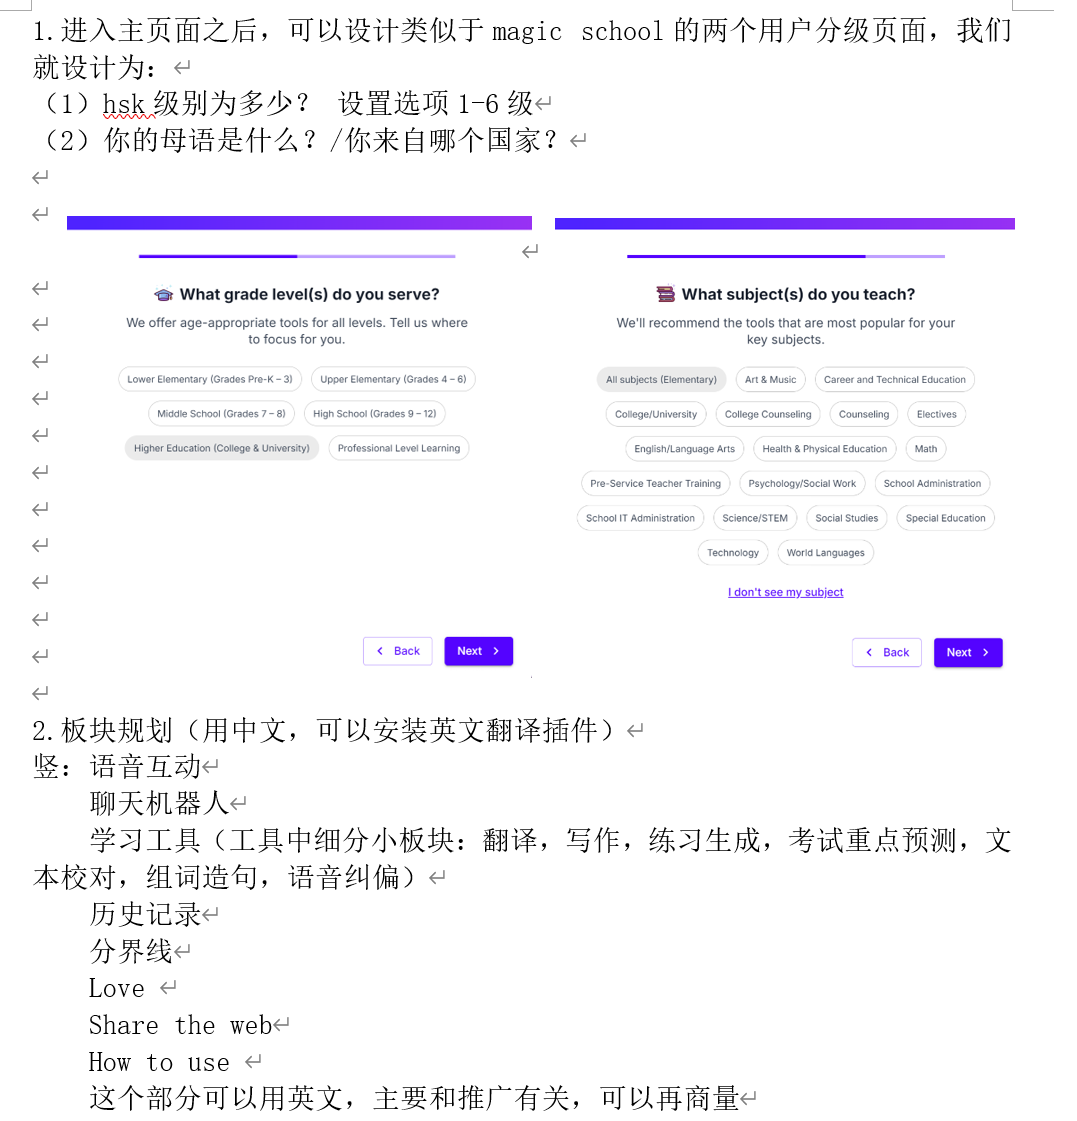 1.进入主页面之后，可以设计类似于 magic school 的两个用户分级页面，我们
就设计为：
（1）hsk 级别为多少？ 设置选项 1-6 级
（2）你的母语是什么？/你来自哪个国家？
What grade level(s) do you serve?
We offer age-appropriate tools for all levels. Tell us where
to focus for you.
Lower Elementary (Grades Pre-K – 3) Upper Elementary (Grades 4 – 6)
Middle School (Grades 7 – 8) High School (Grades 9 – 12)
Higher Education (College & University) Professional Level Learning
Back Next
What subject(s) do you teach?
We'll recommend the tools that are most popular for your
key subjects.
All subjects (Elementary) Art & Music Career and Technical Education
College/University College Counseling Counseling Electives
English/Language Arts Health & Physical Education Math
Pre-Service Teacher Training Psychology/Social Work School Administration
School IT Administration Science/STEM Social Studies Special Education
Technology World Languages
I don't see my subject
Back Next
2.板块规划（用中文，可以安装英文翻译插件）
竖：语音互动
聊天机器人
学习工具（工具中细分小板块：翻译，写作，练习生成，考试重点预测，文
本校对，组词造句，语音纠偏）
历史记录
分界线
Love
Share the web
How to use
这个部分可以用英文，主要和推广有关，可以再商量